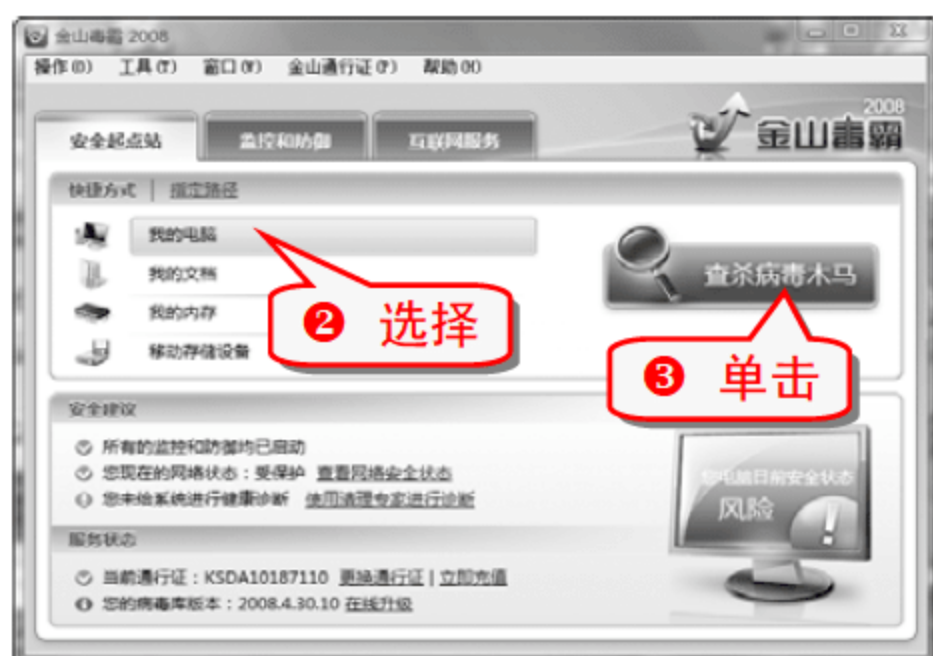 金山毒霸 2008
操作(O) 工具(T) 窗口(W) 金山通行证(P) 帮助(H)
安全起点站 监控和防御 互联网服务
2008
金山毒霸
快捷方式 | 指定路径
我的电脑
我的文档
我的内存
移动存储设备
查杀病毒木马
❷ 选择
❸ 单击
安全建议
所有的监控和防御均已启动
您现在的网络状态：受保护 查看网络安全状态
您未给系统进行健康诊断 使用清理专家进行诊断
您电脑目前安全状态
风险
服务状态
当前通行证：KSDA10187110 更换通行证 | 立即充值
您的病毒库版本：2008.4.30.10 在线升级